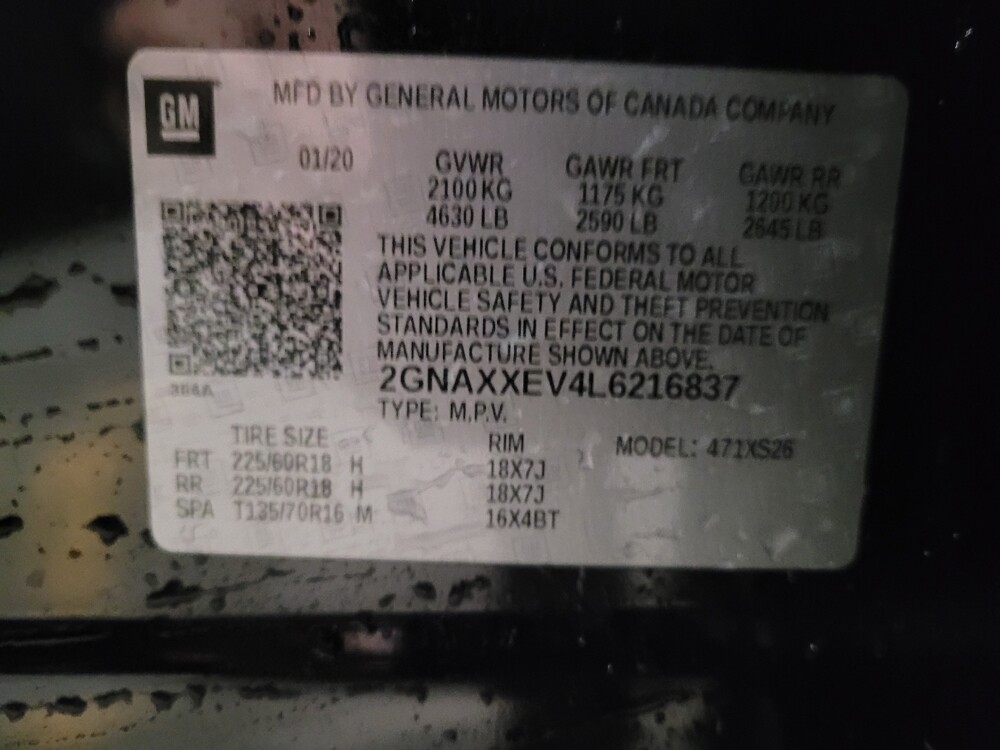 GM
MFD BY GENERAL MOTORS OF CANADA COMPANY
01/20 GVWR GAWR FRT GAWR RR
2100 KG 1175 KG 1200 KG
4630 LB 2590 LB 2645 LB
THIS VEHICLE CONFORMS TO ALL
APPLICABLE U.S. FEDERAL MOTOR
VEHICLE SAFETY AND THEFT PREVENTION
STANDARDS IN EFFECT ON THE DATE OF
MANUFACTURE SHOWN ABOVE.
2GNAXXEV4L6216837
TYPE: M.P.V.
TIRE SIZE RIM MODEL: 471XS26
FRT 225/60R18 H 18X7J
RR 225/60R18 H 18X7J
SPA T135/70R16 M 16X4BT